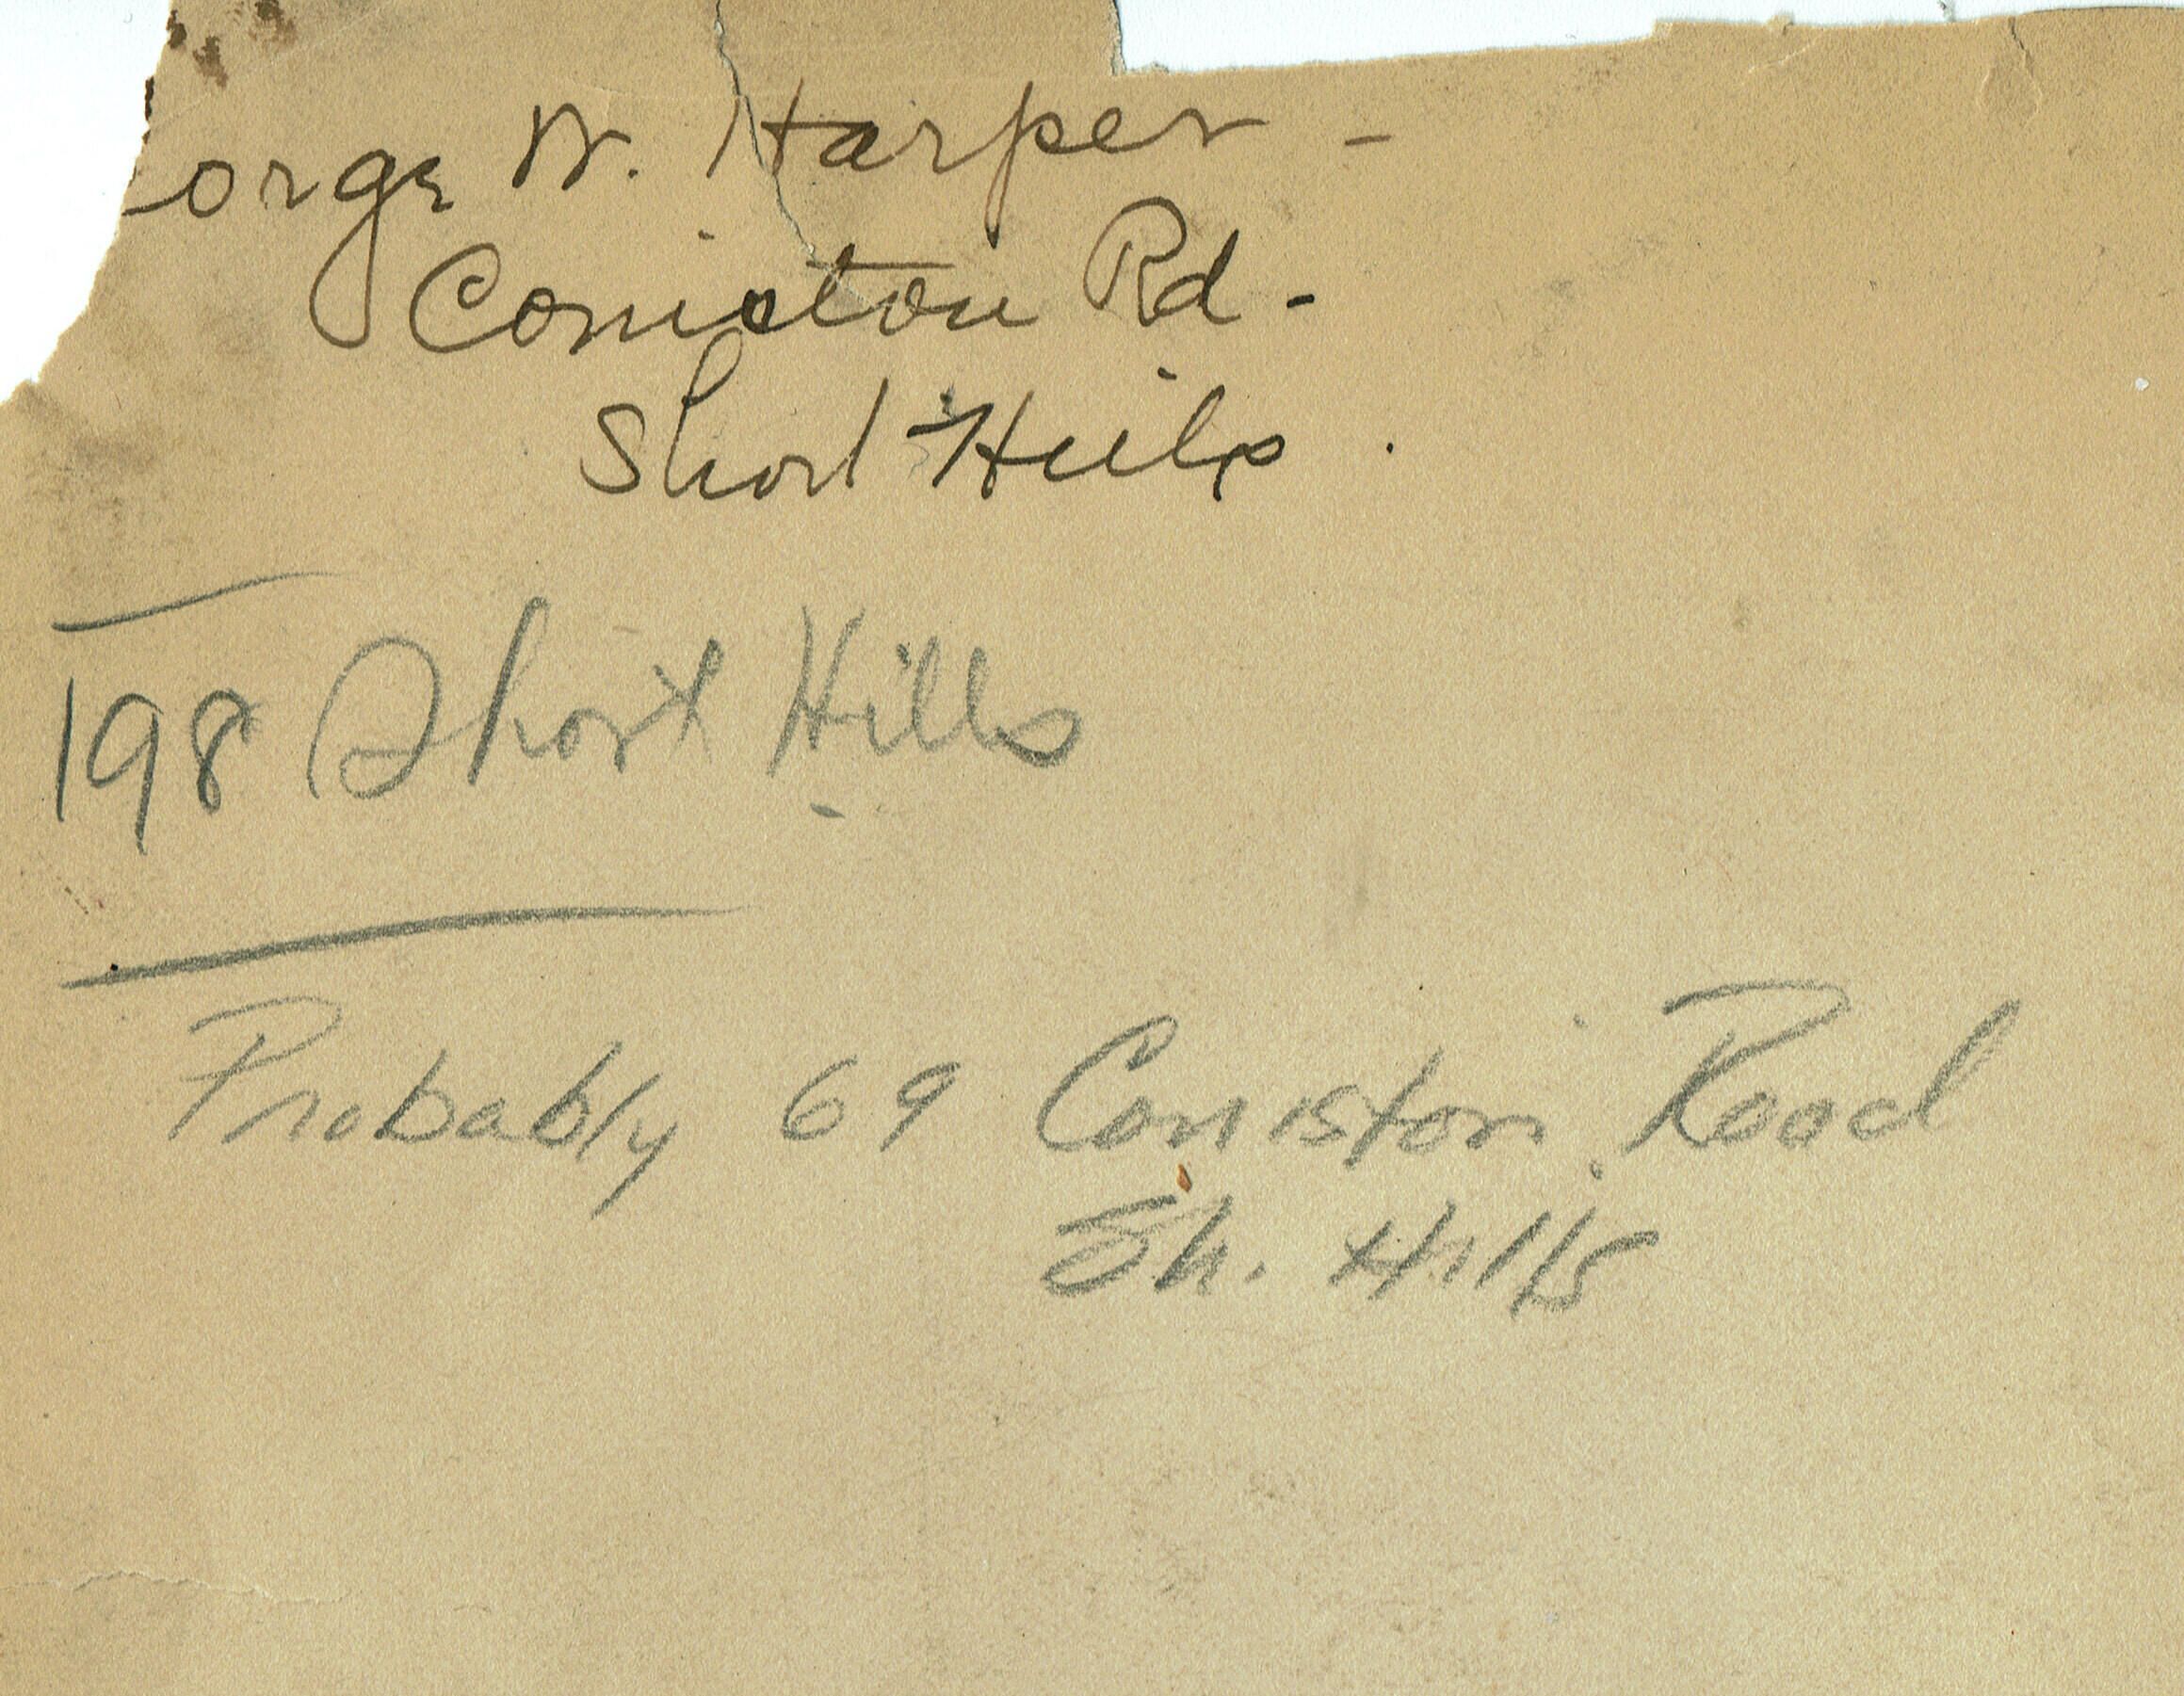 orge W. Harper -
Coniston Rd -
Short Hills.
198 Short Hills
Probably 69 Coniston Road
Sh. Hills